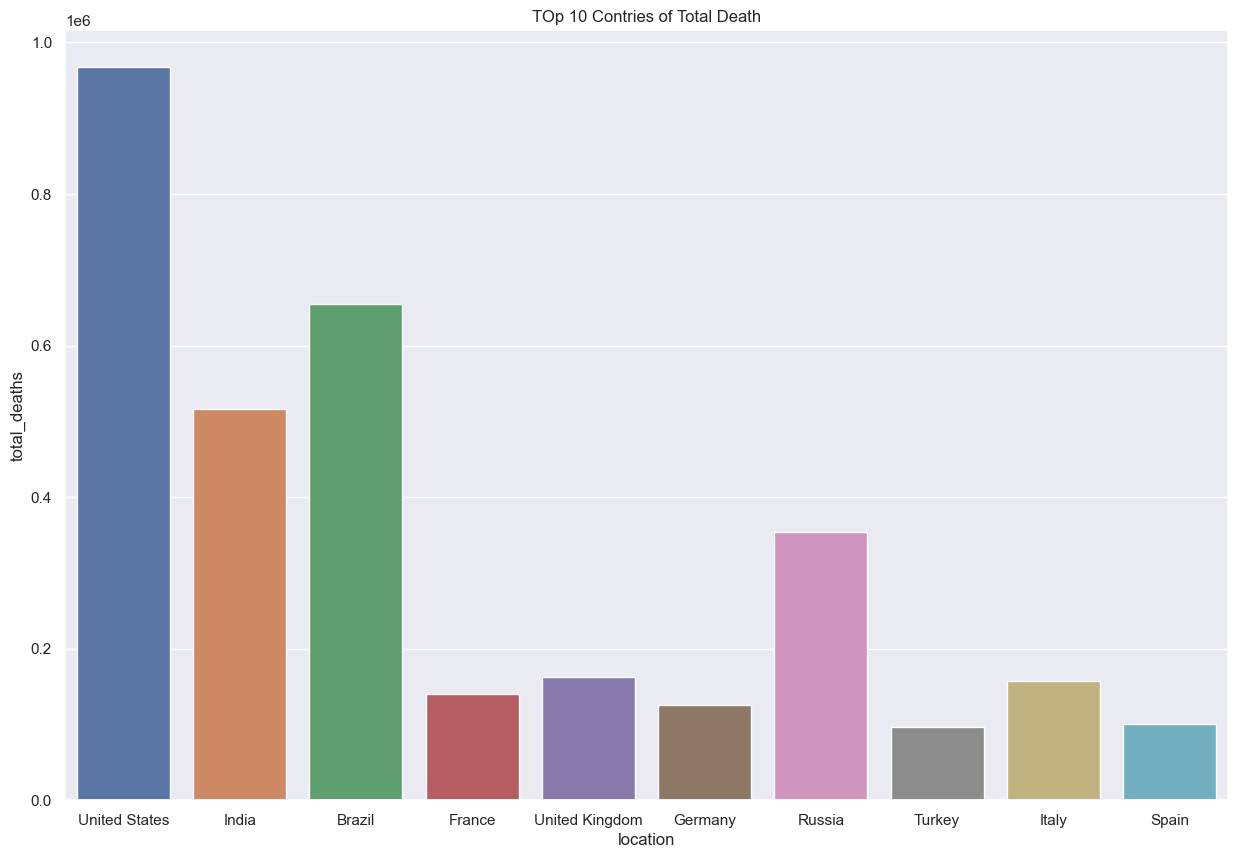 TOp 10 Contries of Total Death
1e6
1.0
0.8
0.6
0.4
0.2
0.0
total_deaths
United States India Brazil France United Kingdom Germany Russia Turkey Italy Spain
location